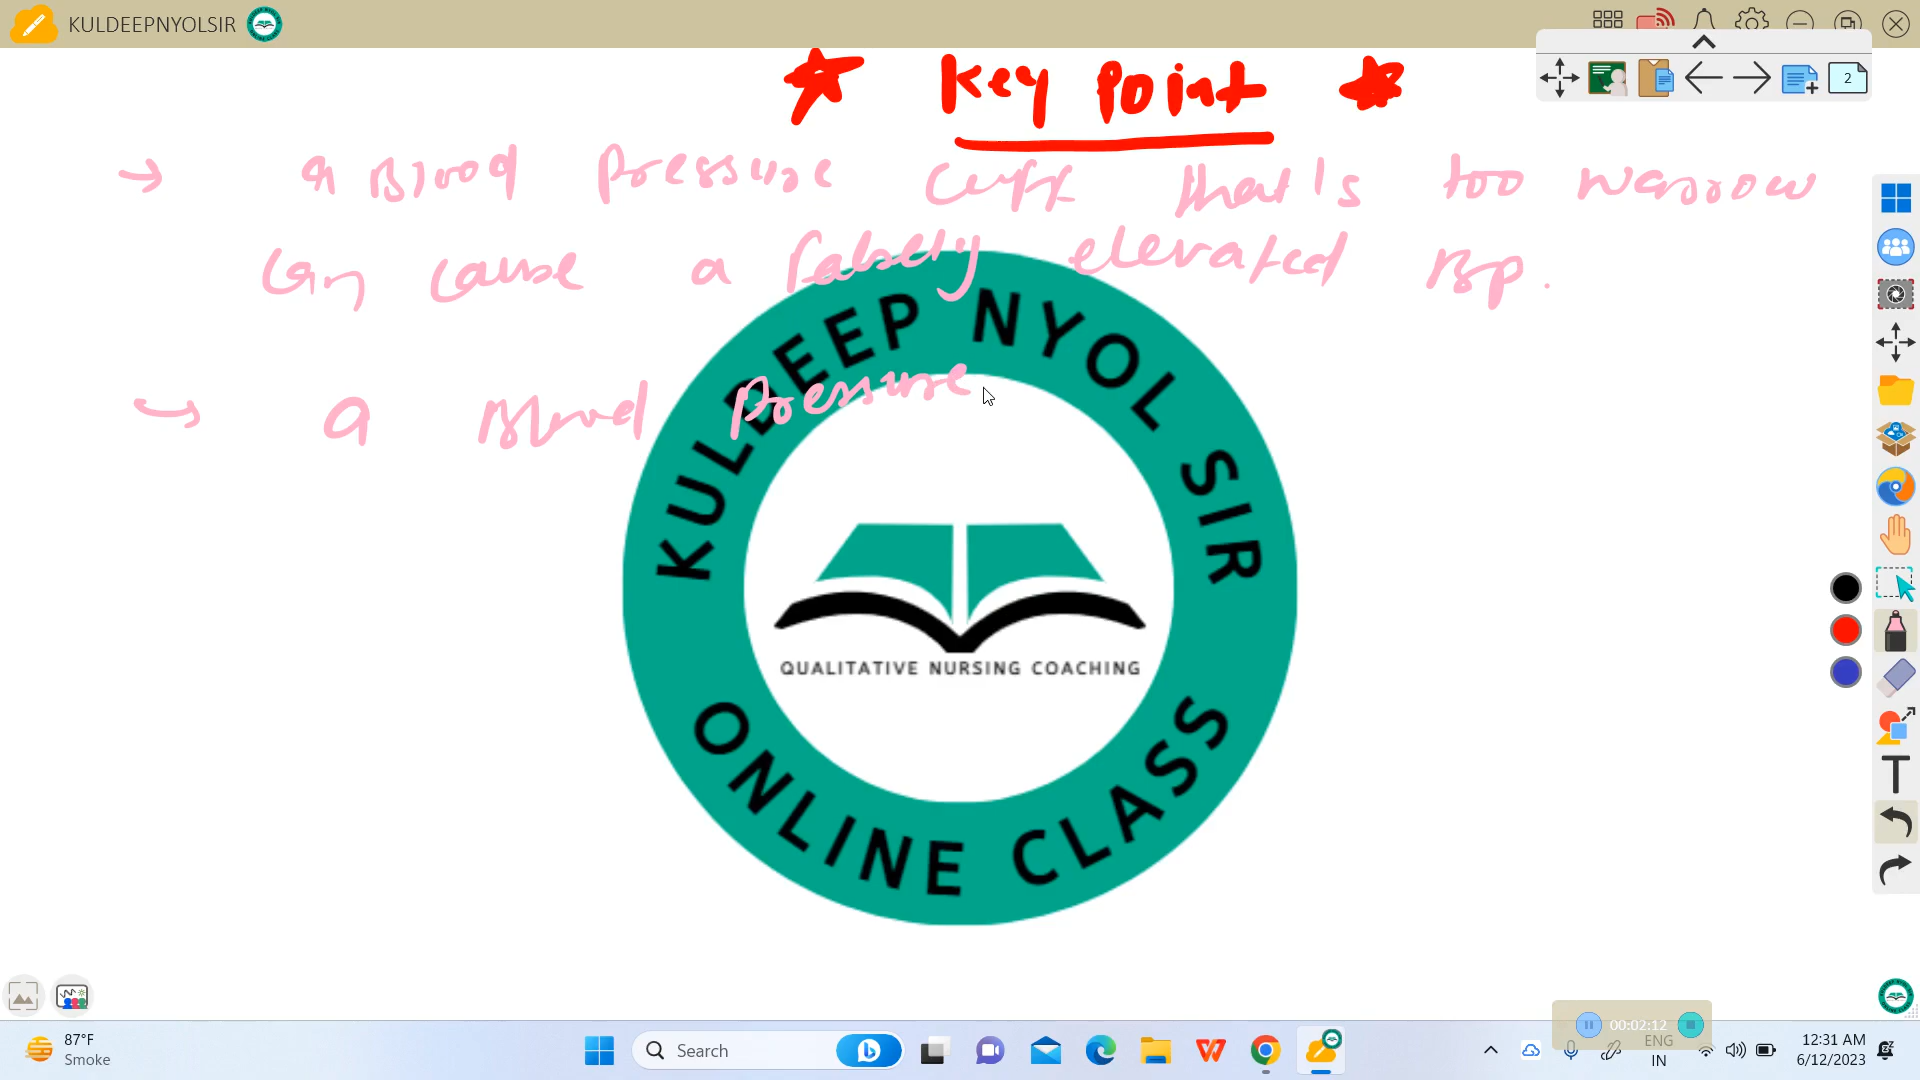 KULDEEPNYOLSIR
Key Point
2
→ a Blood Pressure cuff that's too narrow
can cause a falsely elevated BP.
→ a Blood Pressure
KULDEEP NYOL SIR
QUALITATIVE NURSING COACHING
ONLINE CLASS
T
87°F
Smoke
Search
00:02:12
ENG
IN
12:31 AM
6/12/2023